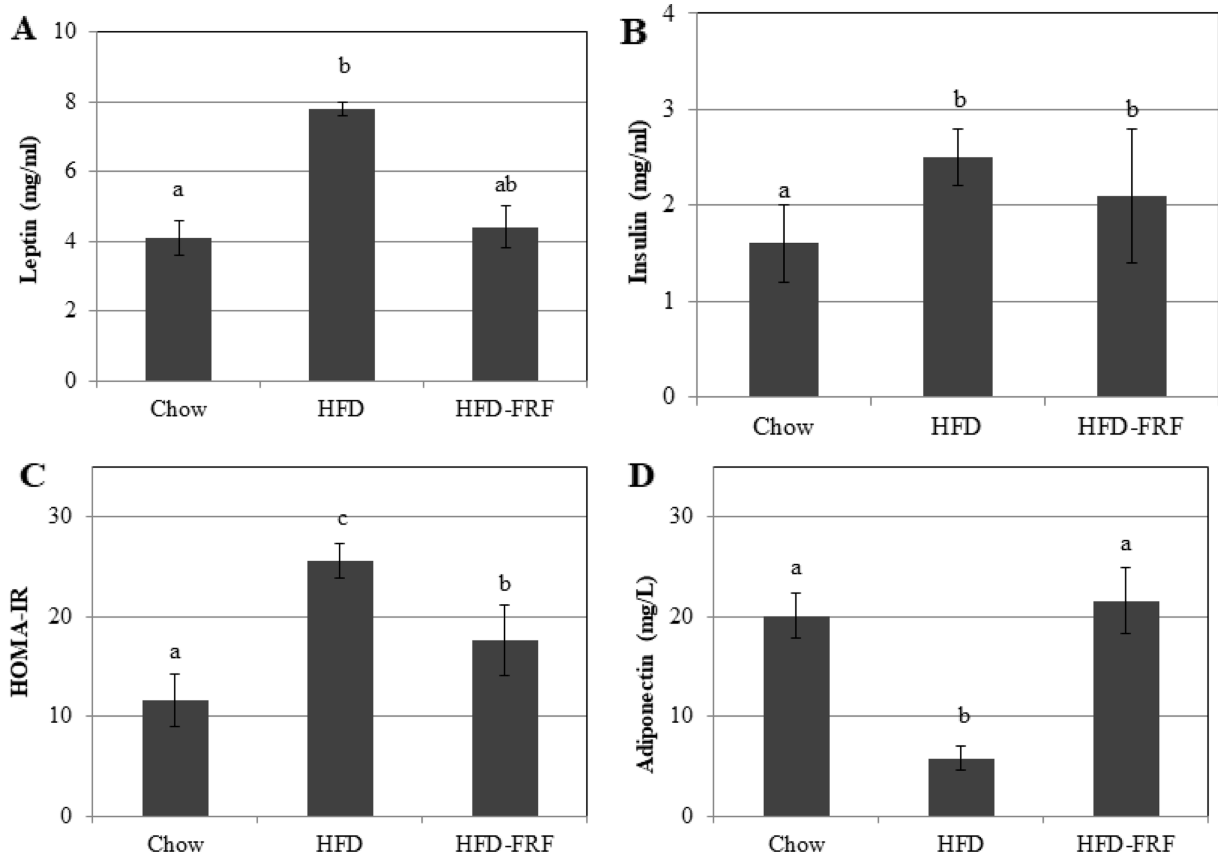 A
Leptin (mg/ml)
10
8
6
4
2
0
a
b
ab
Chow HFD HFD-FRF
B
Insulin (mg/ml)
4
3
2
1
0
a
b
b
Chow HFD HFD-FRF
C
HOMA-IR
30
20
10
0
a
c
b
Chow HFD HFD-FRF
D
Adiponectin (mg/L)
30
20
10
0
a
b
a
Chow HFD HFD-FRF